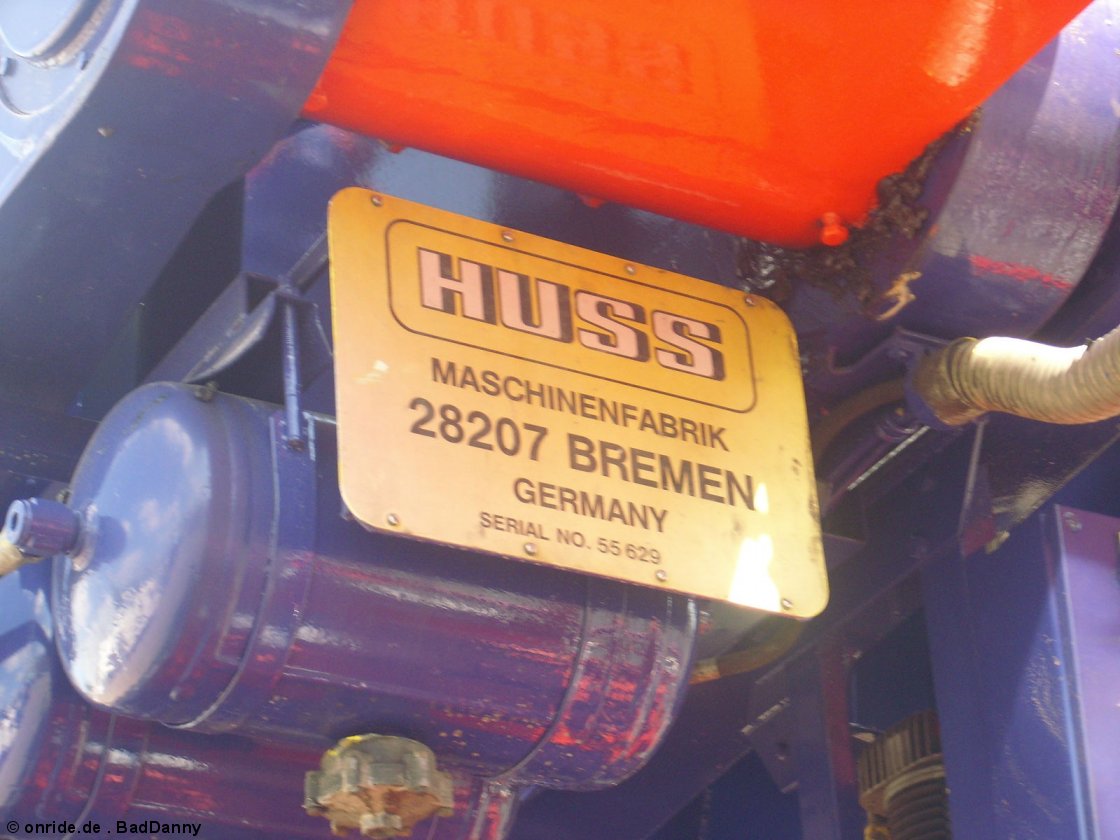 HUSS
MASCHINENFABRIK
28207 BREMEN
GERMANY
SERIAL NO. 55 629
© onride.de . BadDanny